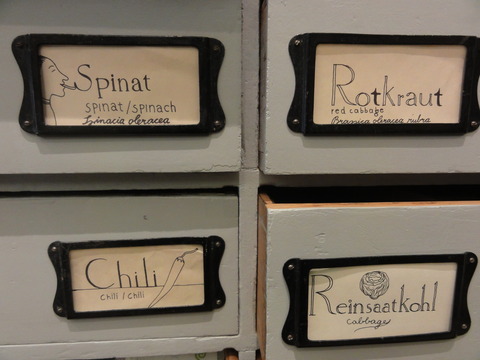 Spinat
spinat/spinach
Spinacia oleracea
Rotkraut
red cabbage
Brassica oleracea rubra
Chili
chili/chili
Reinsaatkohl
cabbage